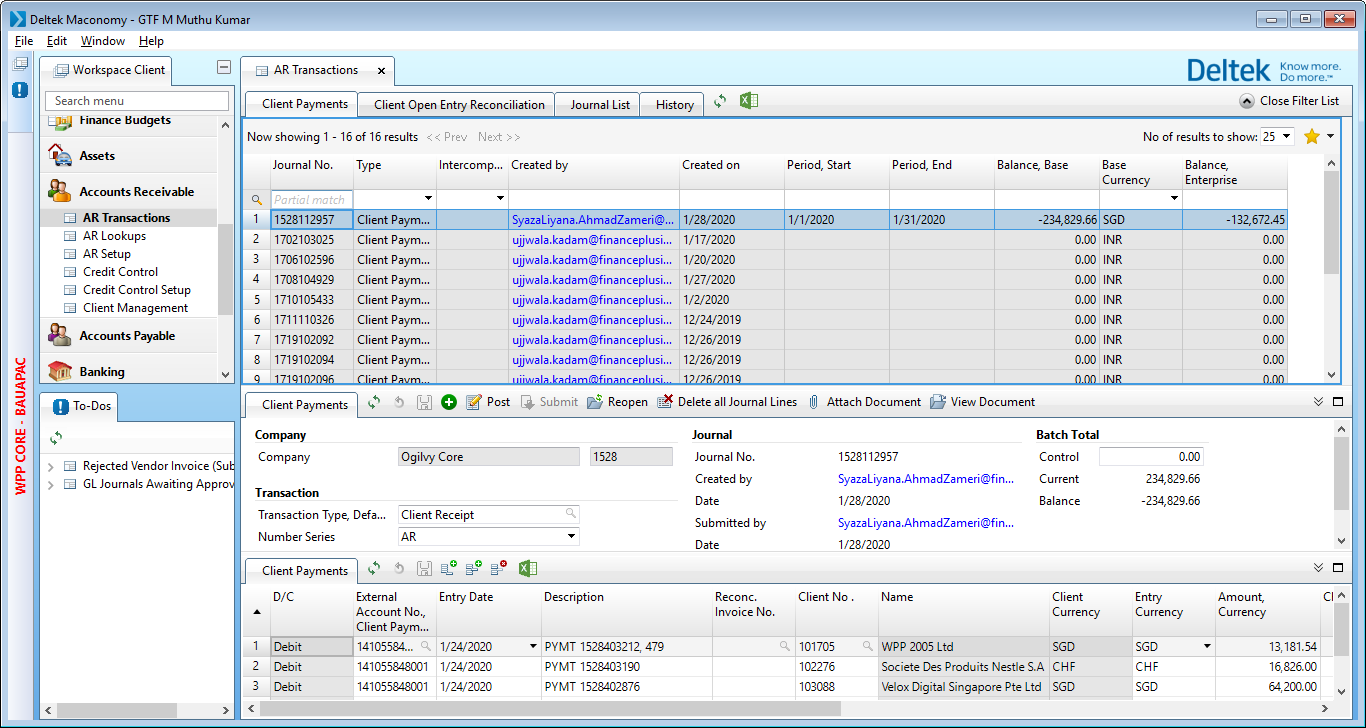 Deltek Maconomy - GTF M Muthu Kumar
File Edit Window Help
Workspace Client
Search menu
Finance Budgets
Assets
Accounts Receivable
AR Transactions
AR Lookups
AR Setup
Credit Control
Credit Control Setup
Client Management
Accounts Payable
Banking
WPP CORE - BAUAPAC
To-Dos
Rejected Vendor Invoice (Sub
GL Journals Awaiting Approv
AR Transactions
Deltek Know more. Do more.™
Client Payments Client Open Entry Reconciliation Journal List History Close Filter List
Now showing 1 - 16 of 16 results << Prev Next >> No of results to show: 25
Journal No. Type Intercomp... Created by Created on Period, Start Period, End Balance, Base Base Currency Balance, Enterprise
Partial match
1 1528112957 Client Paym... SyazaLiyana.AhmadZameri@... 1/28/2020 1/1/2020 1/31/2020 -234,829.66 SGD -132,672.45
2 1702103025 Client Paym... ujjwala.kadam@financeplusi... 1/17/2020 0.00 INR 0.00
3 1706102596 Client Paym... ujjwala.kadam@financeplusi... 1/20/2020 0.00 INR 0.00
4 1708104929 Client Paym... ujjwala.kadam@financeplusi... 1/27/2020 0.00 INR 0.00
5 1710105433 Client Paym... ujjwala.kadam@financeplusi... 1/2/2020 0.00 INR 0.00
6 1711110326 Client Paym... ujjwala.kadam@financeplusi... 12/24/2019 0.00 INR 0.00
7 1719102092 Client Paym... ujjwala.kadam@financeplusi... 12/26/2019 0.00 INR 0.00
8 1719102094 Client Paym... ujjwala.kadam@financeplusi... 12/26/2019 0.00 INR 0.00
9 1719102096 Client Paym... ujjwala.kadam@financeplusi... 12/26/2019 0.00 INR 0.00
Client Payments Post Submit Reopen Delete all Journal Lines Attach Document View Document
Company
Company Ogilvy Core 1528
Transaction
Transaction Type, Defa... Client Receipt
Number Series AR
Journal
Journal No. 1528112957
Created by SyazaLiyana.AhmadZameri@fin...
Date 1/28/2020
Submitted by SyazaLiyana.AhmadZameri@fin...
Date 1/28/2020
Batch Total
Control 0.00
Current 234,829.66
Balance -234,829.66
Client Payments
D/C External Account No., Client Paym... Entry Date Description Reconc. Invoice No. Client No . Name Client Currency Entry Currency Amount, Currency Cl
1 Debit 14105584... 1/24/2020 PYMT 1528403212, 479 101705 WPP 2005 Ltd SGD SGD 13,181.54
2 Debit 141055848001 1/24/2020 PYMT 1528403190 102276 Societe Des Produits Nestle S.A CHF CHF 16,826.00
3 Debit 141055848001 1/24/2020 PYMT 1528402876 103088 Velox Digital Singapore Pte Ltd SGD SGD 64,200.00